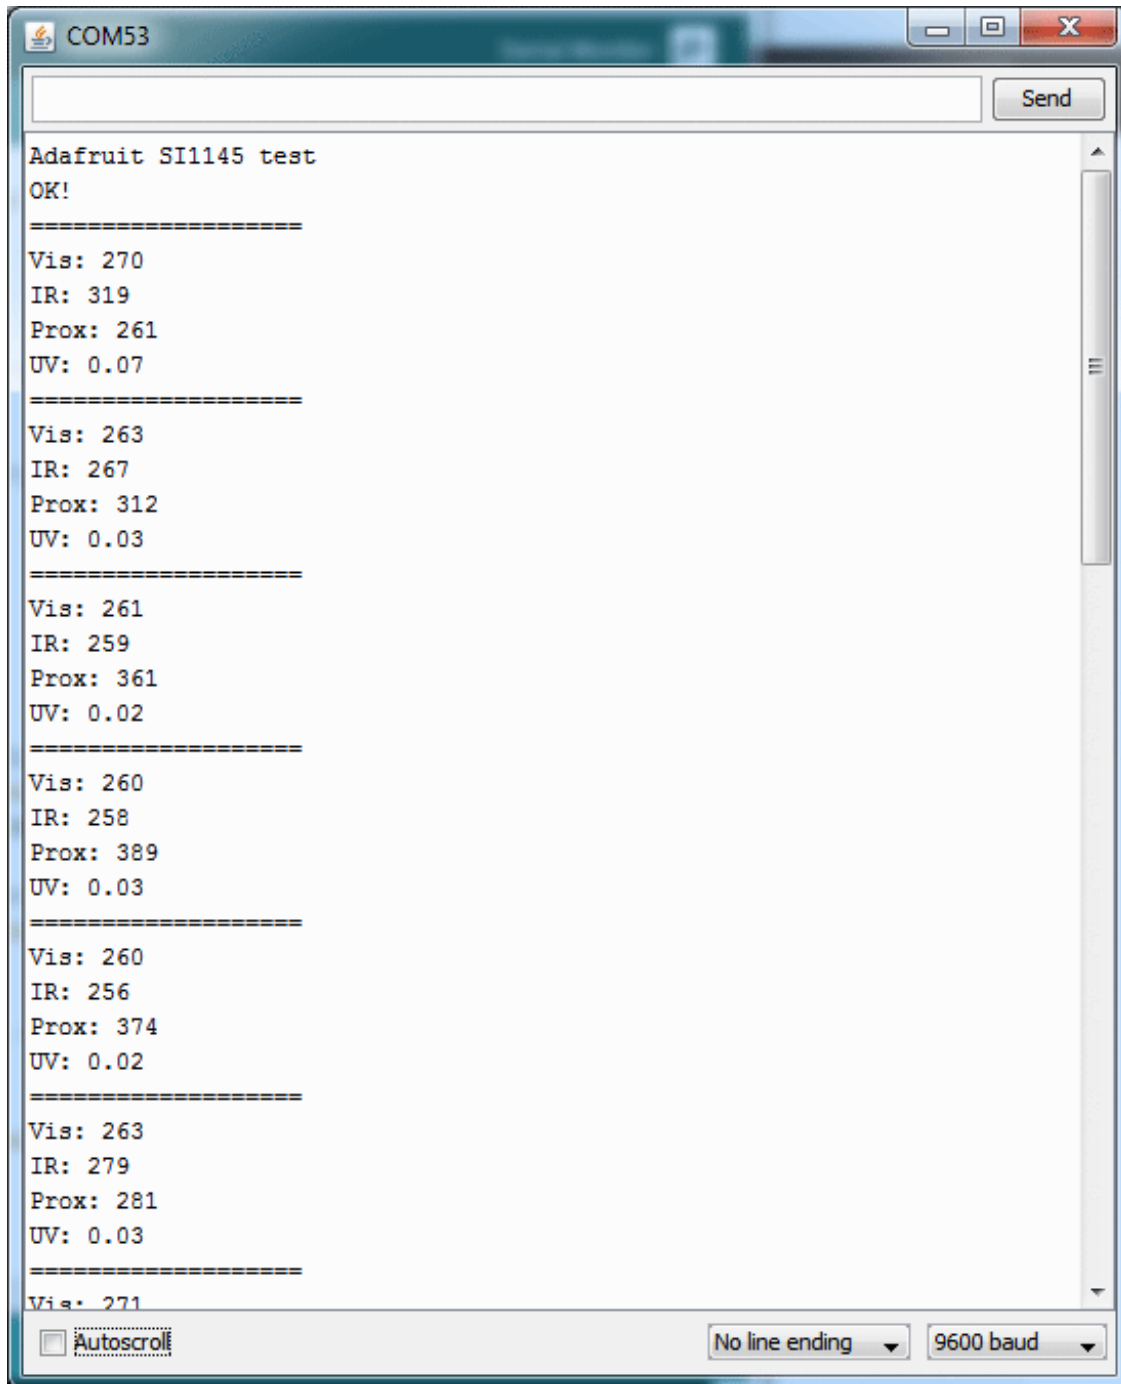 COM53
Send
Adafruit SI1145 test
OK!
===================
Vis: 270
IR: 319
Prox: 261
UV: 0.07
===================
Vis: 263
IR: 267
Prox: 312
UV: 0.03
===================
Vis: 261
IR: 259
Prox: 361
UV: 0.02
===================
Vis: 260
IR: 258
Prox: 389
UV: 0.03
===================
Vis: 260
IR: 256
Prox: 374
UV: 0.02
===================
Vis: 263
IR: 279
Prox: 281
UV: 0.03
===================
Vis: 271
Autoscroll No line ending 9600 baud